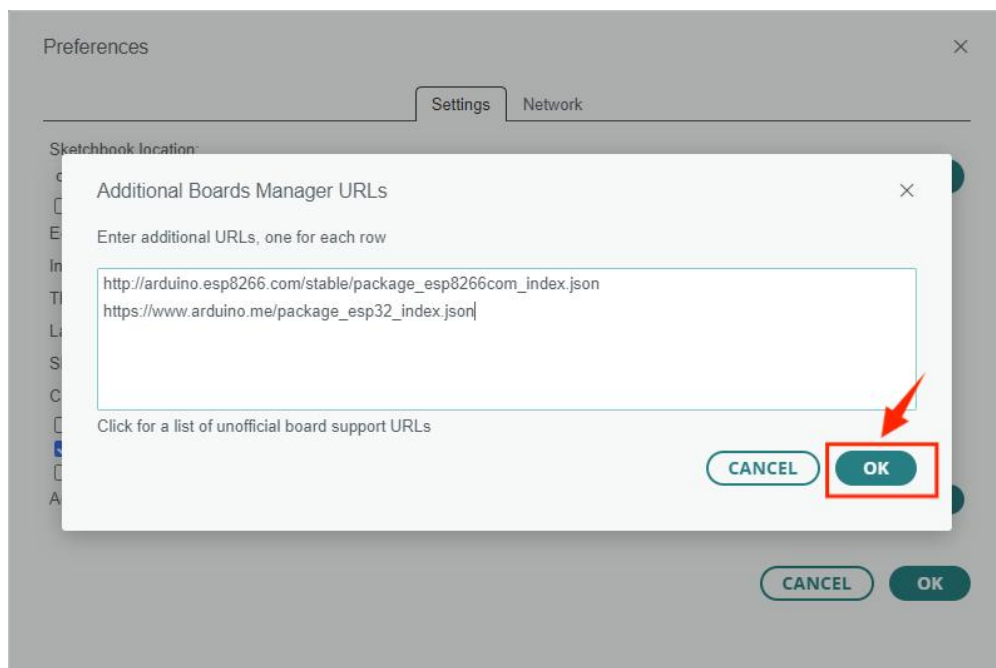 Preferences
Settings
Network
Sketchbook location:
Additional Boards Manager URLs
Enter additional URLs, one for each row
http://arduino.esp8266.com/stable/package_esp8266com_index.json
https://www.arduino.me/package_esp32_index.json
Click for a list of unofficial board support URLs
CANCEL
OK
CANCEL
OK